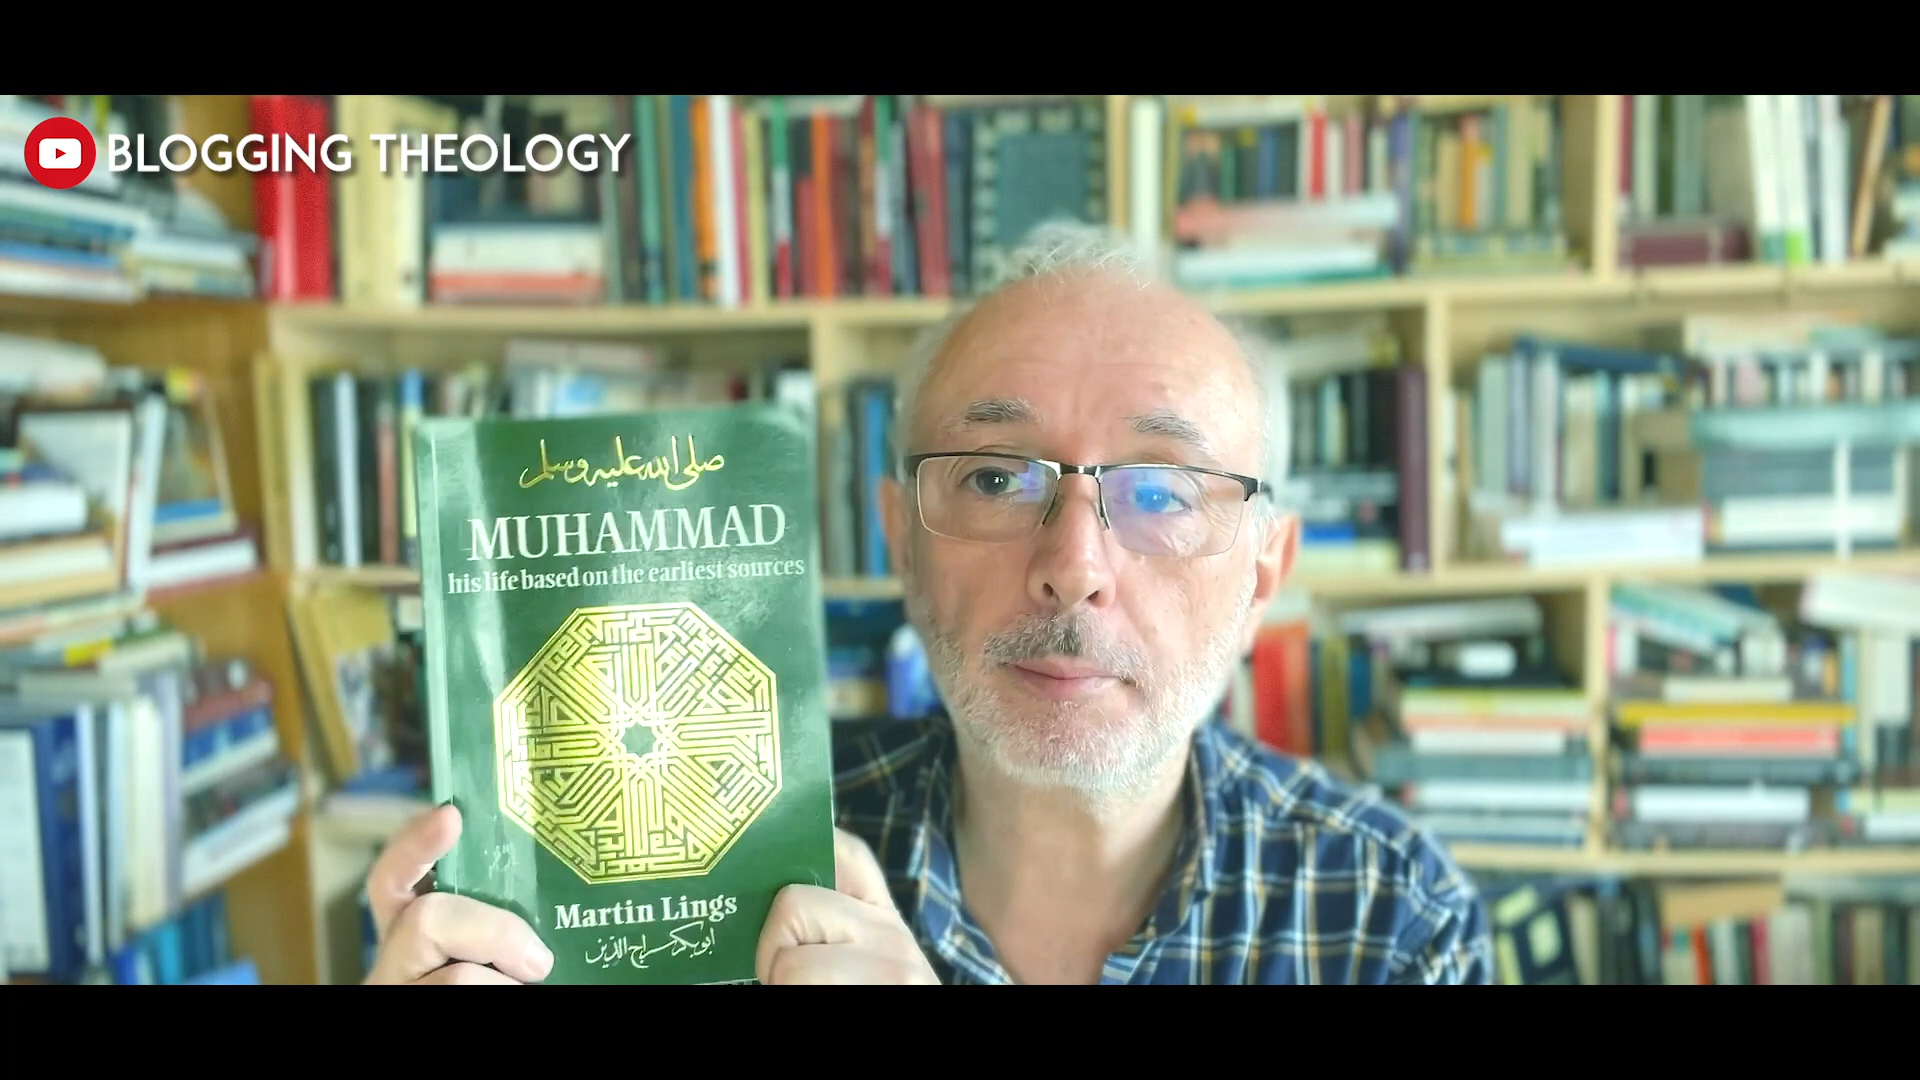 BLOGGING THEOLOGY
صلى الله عليه وسلم
MUHAMMAD
his life based on the earliest sources
Martin Lings
أبو بكر سراج الدين